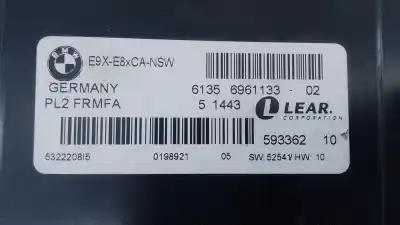 BMW
E9X-E8xCA-NSW
GERMANY
6135 6961133 - 02
PL2 FRMFA
5 1443
LEAR.
CORPORATION
593362 10
532220815
0198921
05
SW: 52541/ HW: 10